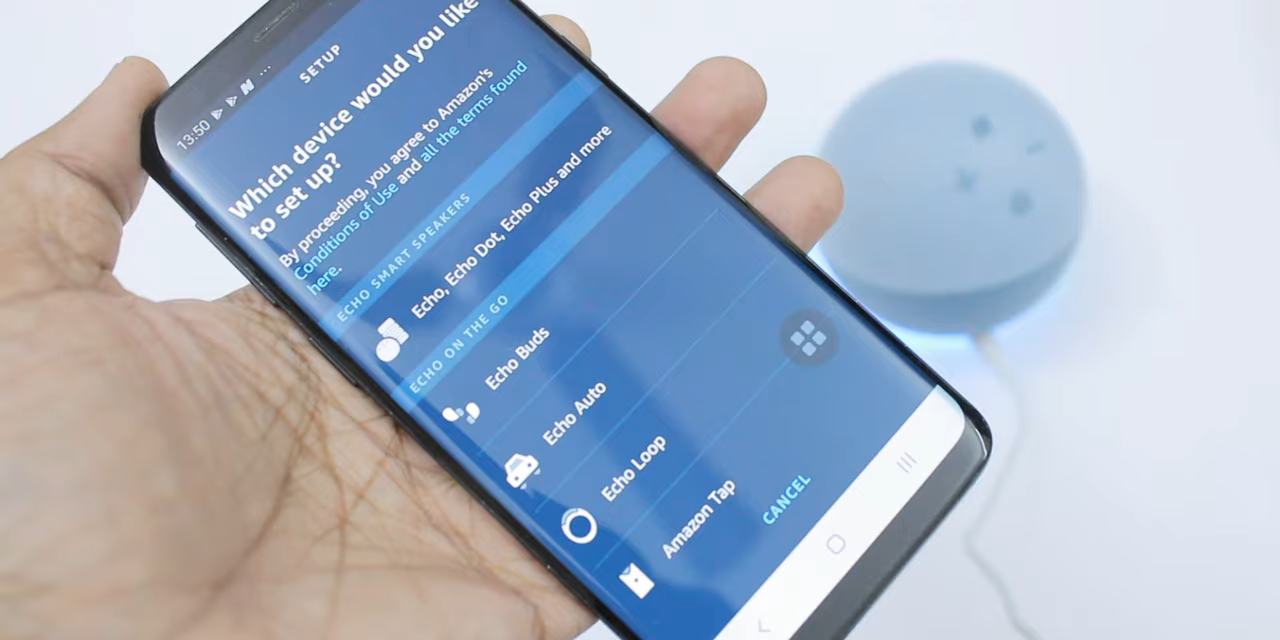 13:50
SETUP
Which device would you like
to set up?
By proceeding, you agree to Amazon's
Conditions of Use and all the terms found
here.
ECHO SMART SPEAKERS
Echo, Echo Dot, Echo Plus and more
ECHO ON THE GO
Echo Buds
Echo Auto
Echo Loop
Amazon Tap
CANCEL